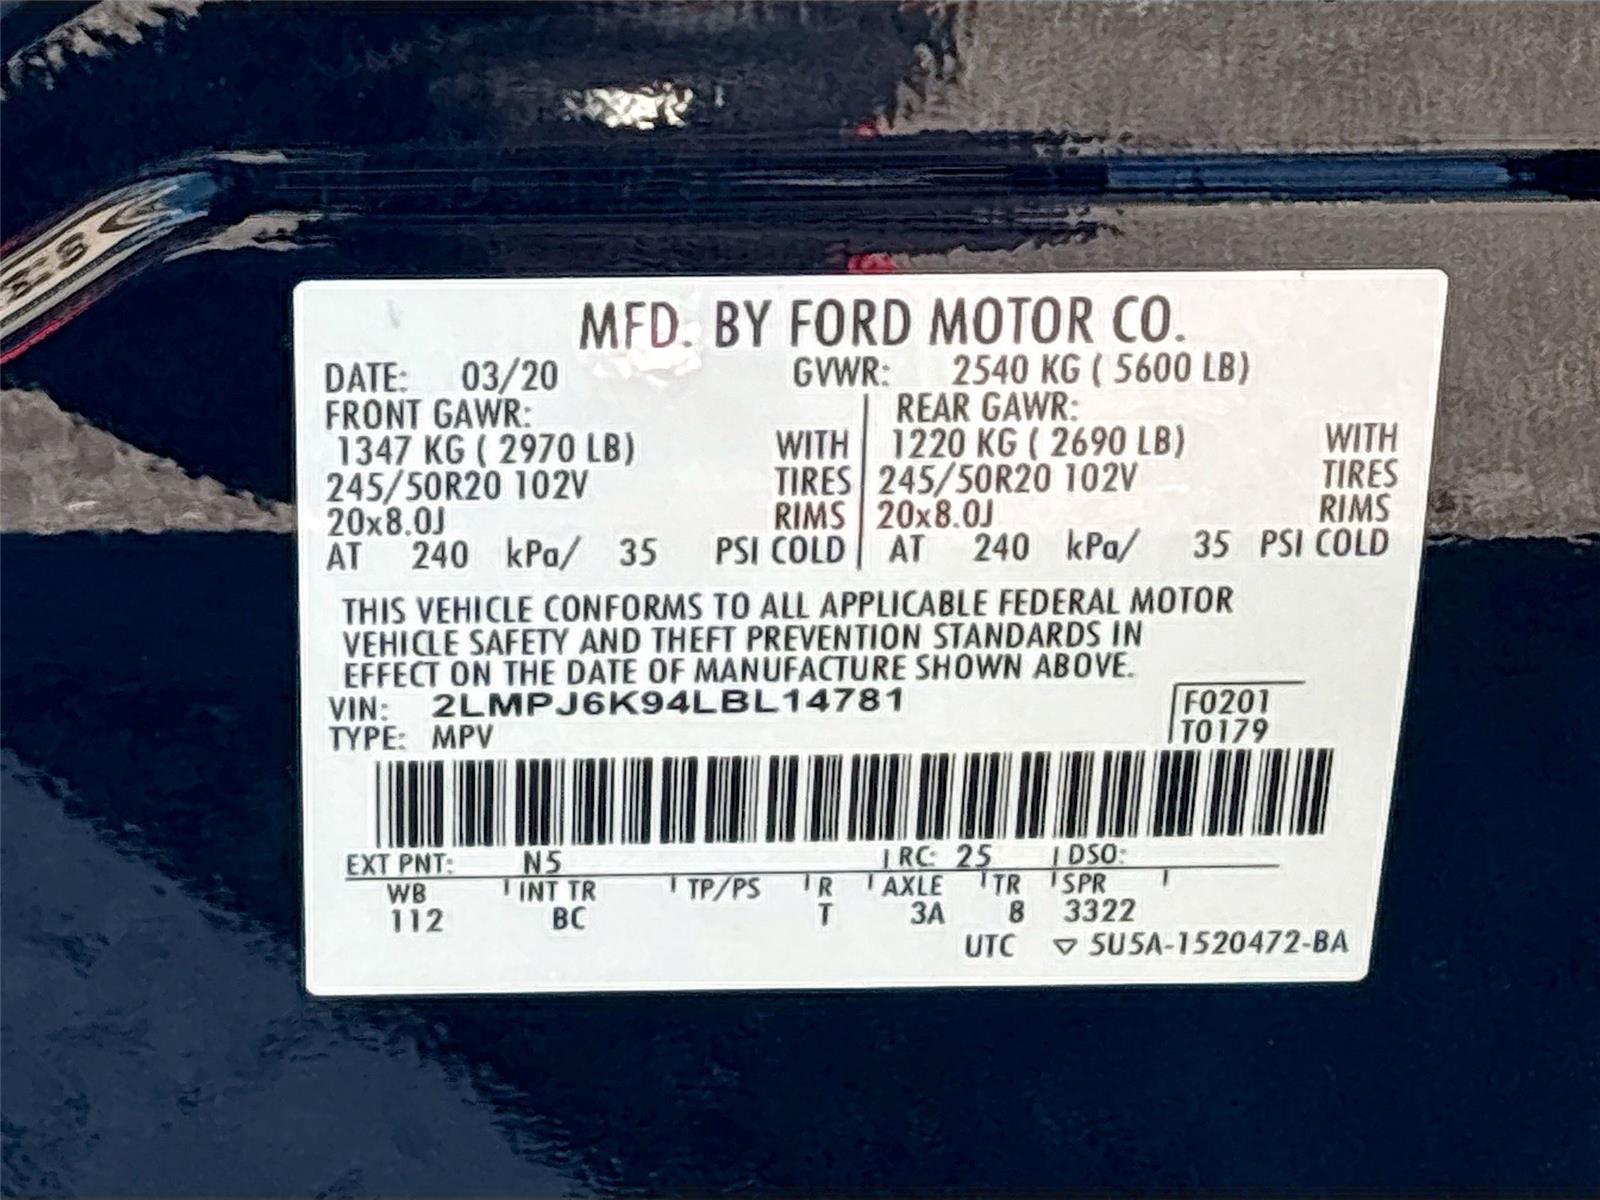 MFD. BY FORD MOTOR CO.
DATE: 03/20 GVWR: 2540 KG ( 5600 LB)
FRONT GAWR: REAR GAWR:
1347 KG ( 2970 LB) WITH 1220 KG ( 2690 LB) WITH
245/50R20 102V TIRES 245/50R20 102V TIRES
20x8.0J RIMS 20x8.0J RIMS
AT 240 kPa/ 35 PSI COLD AT 240 kPa/ 35 PSI COLD
THIS VEHICLE CONFORMS TO ALL APPLICABLE FEDERAL MOTOR
VEHICLE SAFETY AND THEFT PREVENTION STANDARDS IN
EFFECT ON THE DATE OF MANUFACTURE SHOWN ABOVE.
VIN: 2LMPJ6K94LBL14781 F0201
TYPE: MPV T0179
EXT PNT: N5 RC: 25 DSO:
WB INT TR TP/PS R AXLE TR SPR
112 BC T 3A 8 3322
UTC ▽ 5U5A-1520472-BA